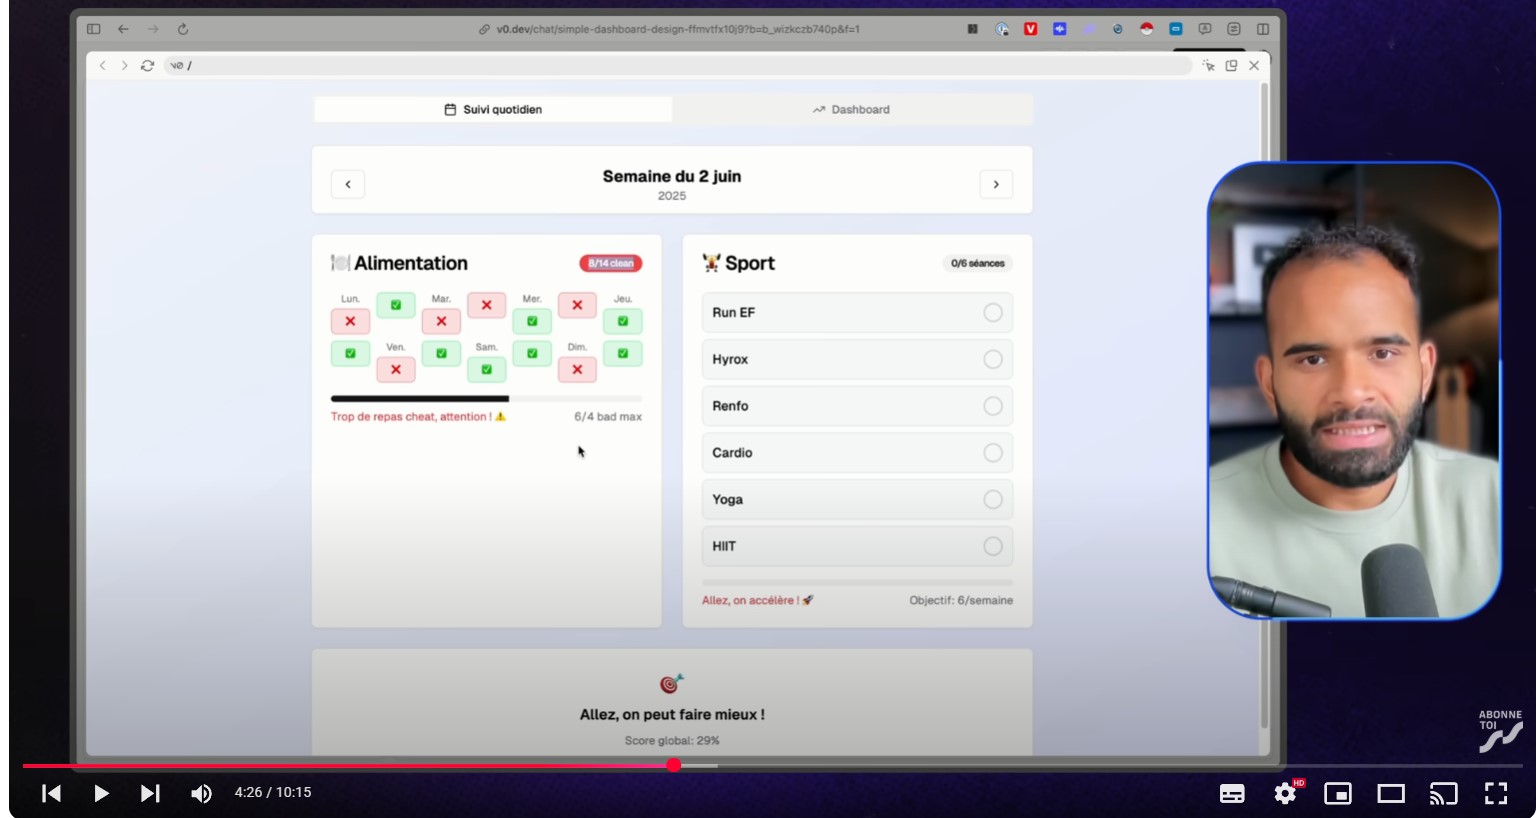 v0.dev/chat/simple-dashboard-design-ffmvtfx10j9?b=b_wizkczb740p&f=1
v0 /
Suivi quotidien
Dashboard
Semaine du 2 juin
2025
Alimentation
8/14 clean
Lun.
Mar.
Mer.
Jeu.
Ven.
Sam.
Dim.
Trop de repas cheat, attention !
6/4 bad max
Sport
0/6 séances
Run EF
Hyrox
Renfo
Cardio
Yoga
HIIT
Allez, on accélère !
Objectif: 6/semaine
Allez, on peut faire mieux !
Score global: 29%
ABONNE
TOI
4:26 / 10:15
HD